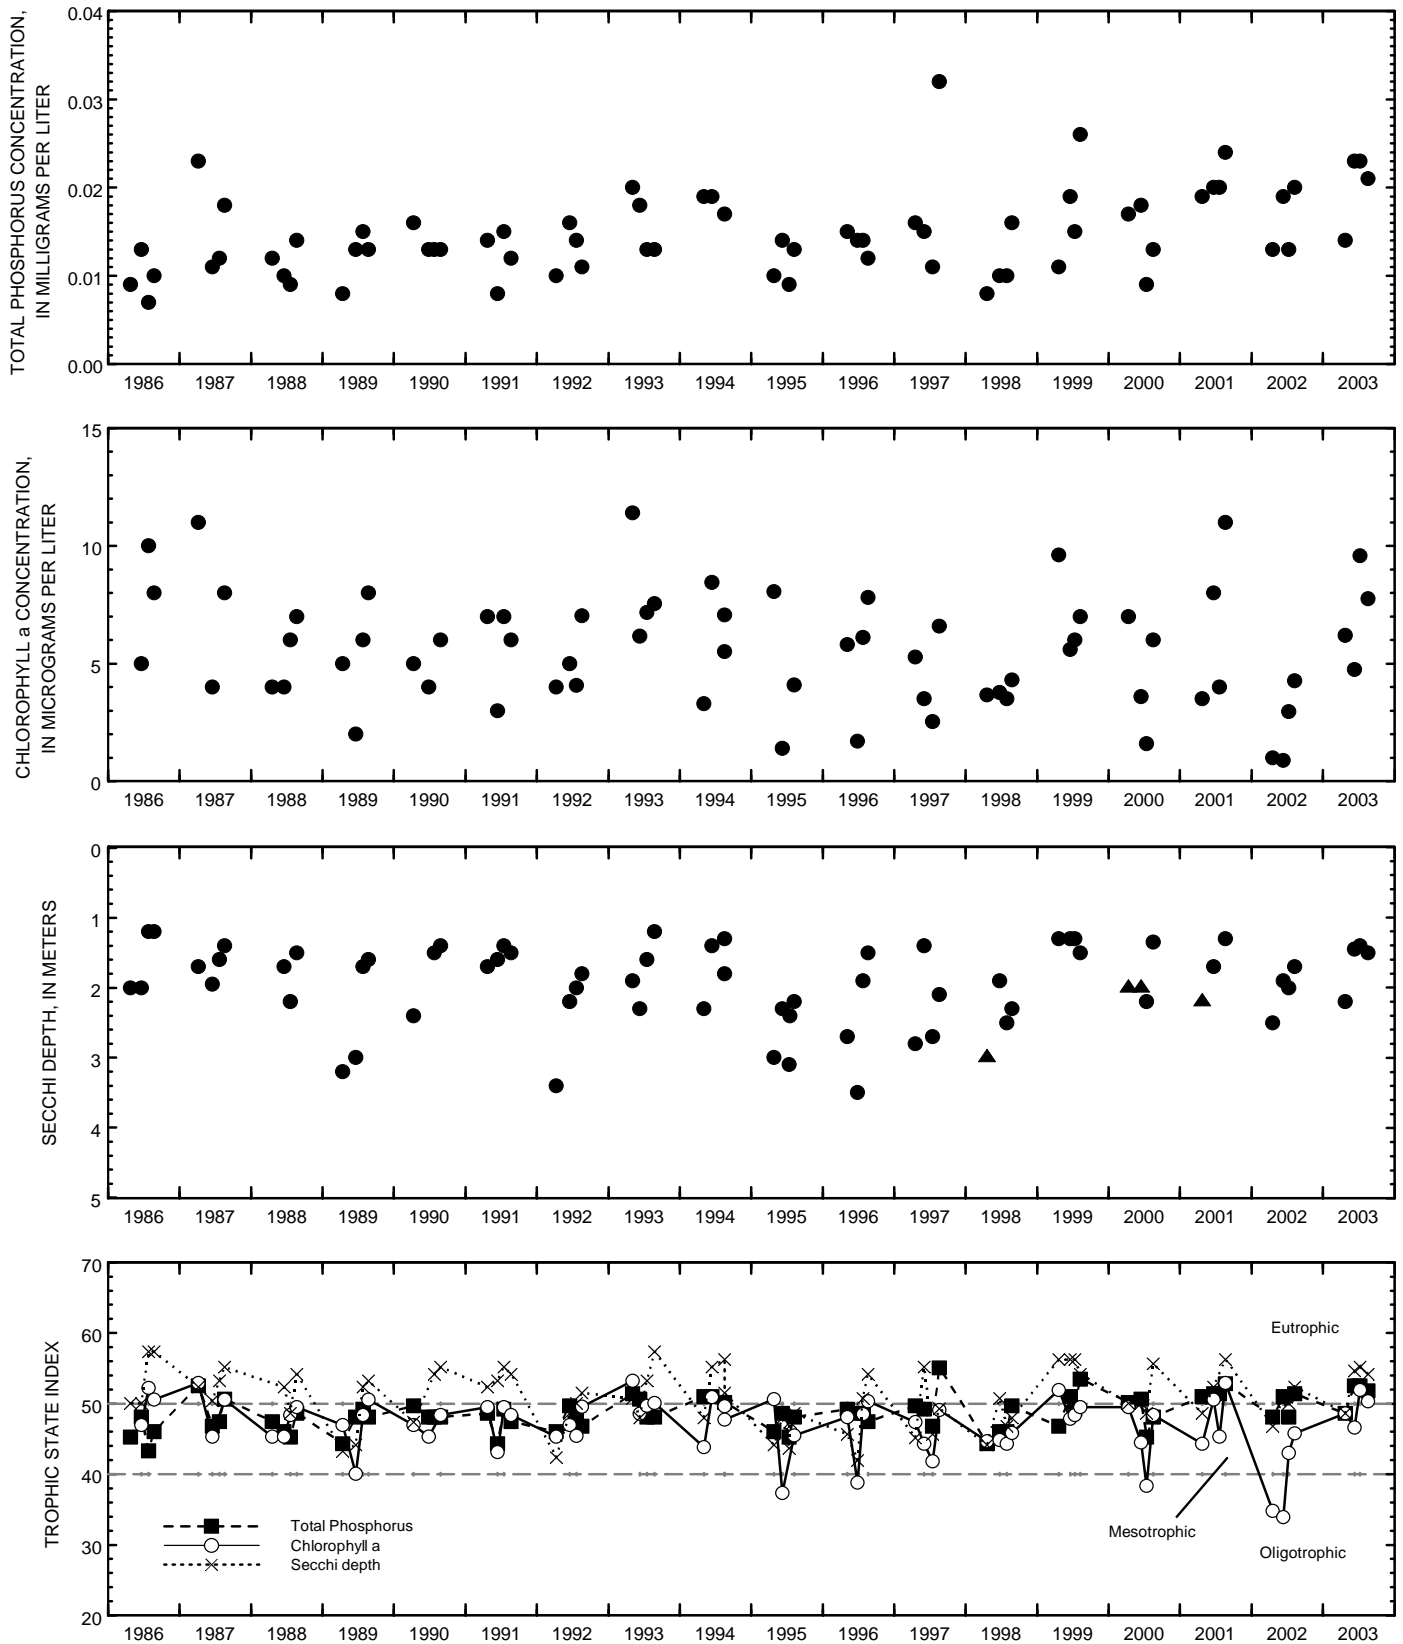 TOTAL PHOSPHORUS CONCENTRATION,
IN MILLIGRAMS PER LITER
0.04
0.03
0.02
0.01
0.00
1986 1987 1988 1989 1990 1991 1992 1993 1994 1995 1996 1997 1998 1999 2000 2001 2002 2003
CHLOROPHYLL a CONCENTRATION,
IN MICROGRAMS PER LITER
15
10
5
0
1986 1987 1988 1989 1990 1991 1992 1993 1994 1995 1996 1997 1998 1999 2000 2001 2002 2003
SECCHI DEPTH, IN METERS
0
1
2
3
4
5
1986 1987 1988 1989 1990 1991 1992 1993 1994 1995 1996 1997 1998 1999 2000 2001 2002 2003
TROPHIC STATE INDEX
70
60
50
40
30
20
Eutrophic
Mesotrophic
Oligotrophic
Total Phosphorus
Chlorophyll a
Secchi depth
1986 1987 1988 1989 1990 1991 1992 1993 1994 1995 1996 1997 1998 1999 2000 2001 2002 2003